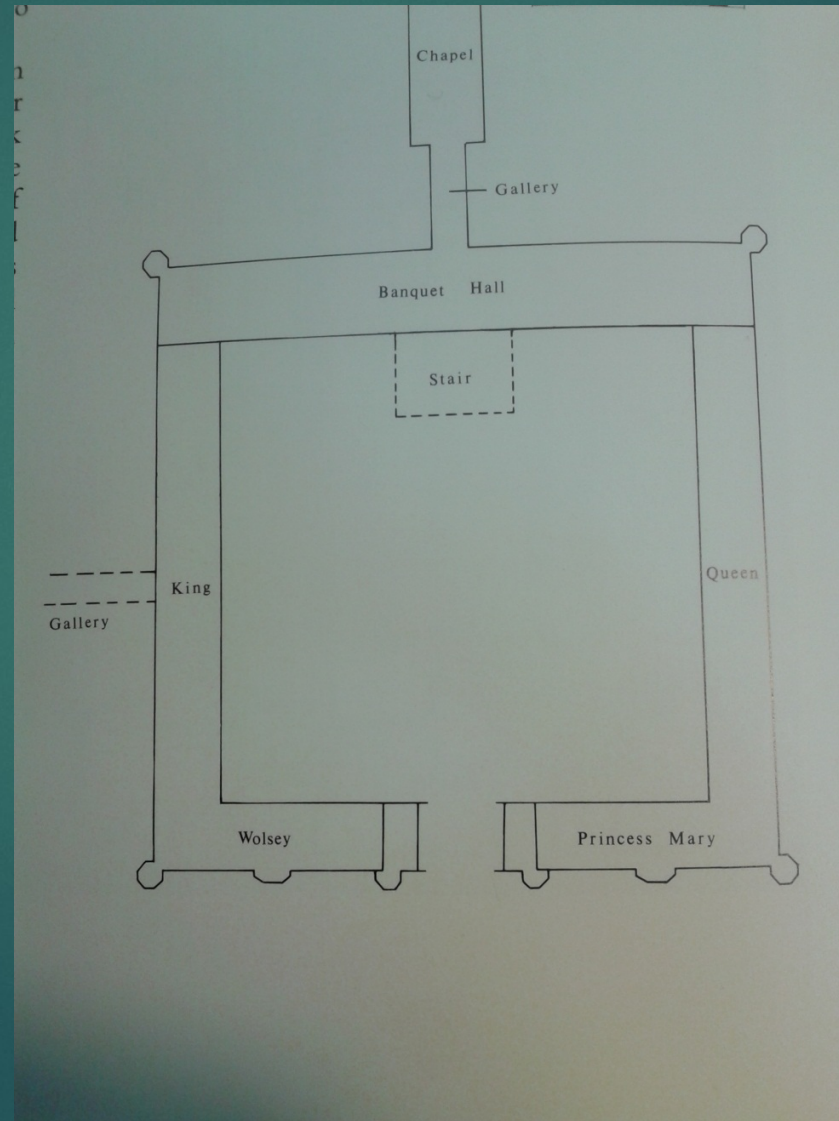 Chapel
Gallery
Banquet Hall
Stair
King
Queen
Gallery
Wolsey
Princess Mary